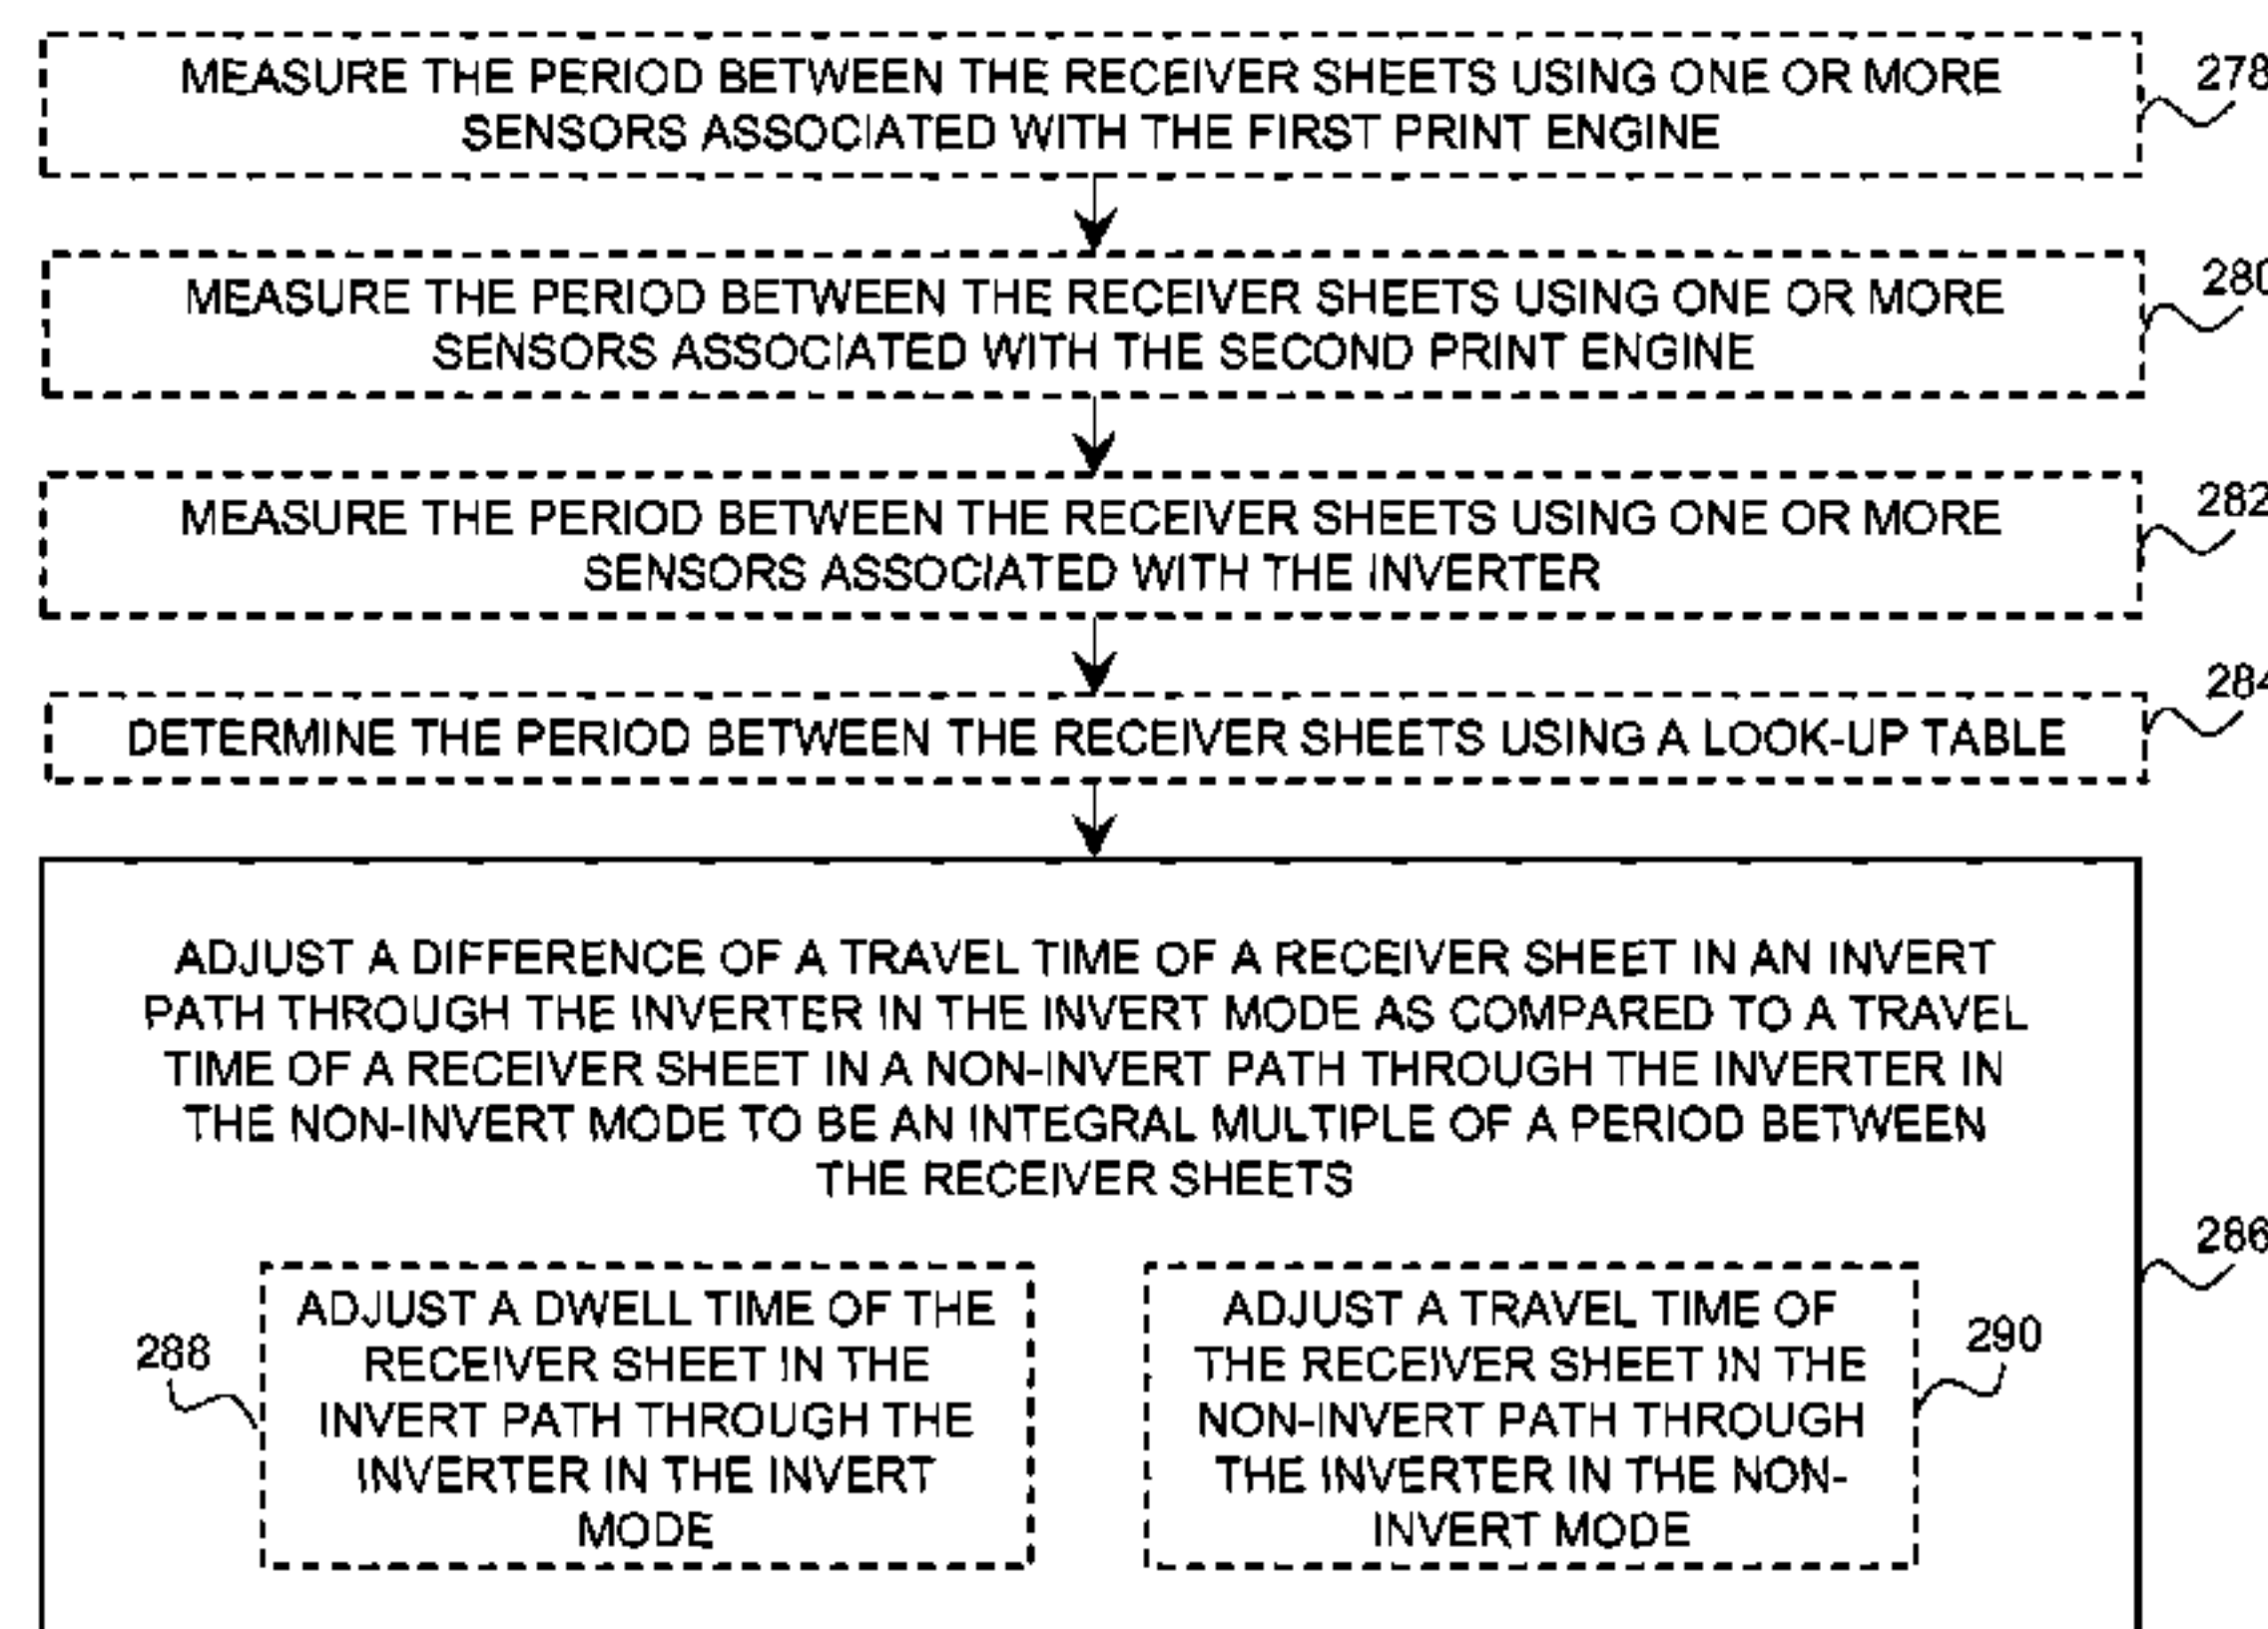 MEASURE THE PERIOD BETWEEN THE RECEIVER SHEETS USING ONE OR MORE
SENSORS ASSOCIATED WITH THE FIRST PRINT ENGINE
278
MEASURE THE PERIOD BETWEEN THE RECEIVER SHEETS USING ONE OR MORE
SENSORS ASSOCIATED WITH THE SECOND PRINT ENGINE
280
MEASURE THE PERIOD BETWEEN THE RECEIVER SHEETS USING ONE OR MORE
SENSORS ASSOCIATED WITH THE INVERTER
282
DETERMINE THE PERIOD BETWEEN THE RECEIVER SHEETS USING A LOOK-UP TABLE
284
ADJUST A DIFFERENCE OF A TRAVEL TIME OF A RECEIVER SHEET IN AN INVERT
PATH THROUGH THE INVERTER IN THE INVERT MODE AS COMPARED TO A TRAVEL
TIME OF A RECEIVER SHEET IN A NON-INVERT PATH THROUGH THE INVERTER IN
THE NON-INVERT MODE TO BE AN INTEGRAL MULTIPLE OF A PERIOD BETWEEN
THE RECEIVER SHEETS
286
288
ADJUST A DWELL TIME OF THE
RECEIVER SHEET IN THE
INVERT PATH THROUGH THE
INVERTER IN THE INVERT
MODE
ADJUST A TRAVEL TIME OF
THE RECEIVER SHEET IN THE
NON-INVERT PATH THROUGH
THE INVERTER IN THE NON-
INVERT MODE
290